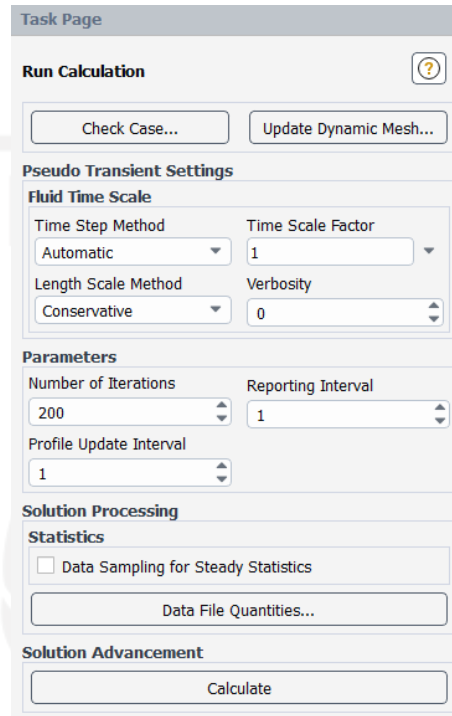 Task Page
Run Calculation
?
Check Case... Update Dynamic Mesh...
Pseudo Transient Settings
Fluid Time Scale
Time Step Method Time Scale Factor
Automatic 1
Length Scale Method Verbosity
Conservative 0
Parameters
Number of Iterations Reporting Interval
200 1
Profile Update Interval
1
Solution Processing
Statistics
Data Sampling for Steady Statistics
Data File Quantities...
Solution Advancement
Calculate